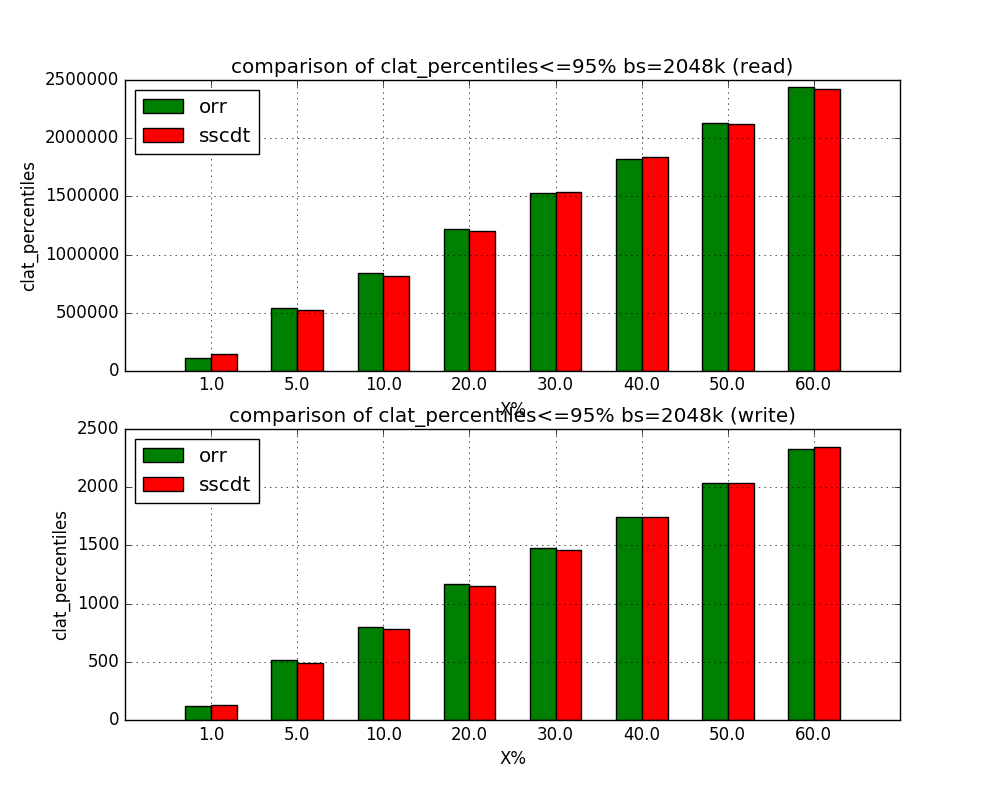 comparison of clat_percentiles<=95% bs=2048k (read)
2500000
2000000
1500000
1000000
500000
0
clat_percentiles
orr
sscdt
1.0 5.0 10.0 20.0 30.0 40.0 50.0 60.0
X%
comparison of clat_percentiles<=95% bs=2048k (write)
2500
2000
1500
1000
500
0
clat_percentiles
orr
sscdt
1.0 5.0 10.0 20.0 30.0 40.0 50.0 60.0
X%